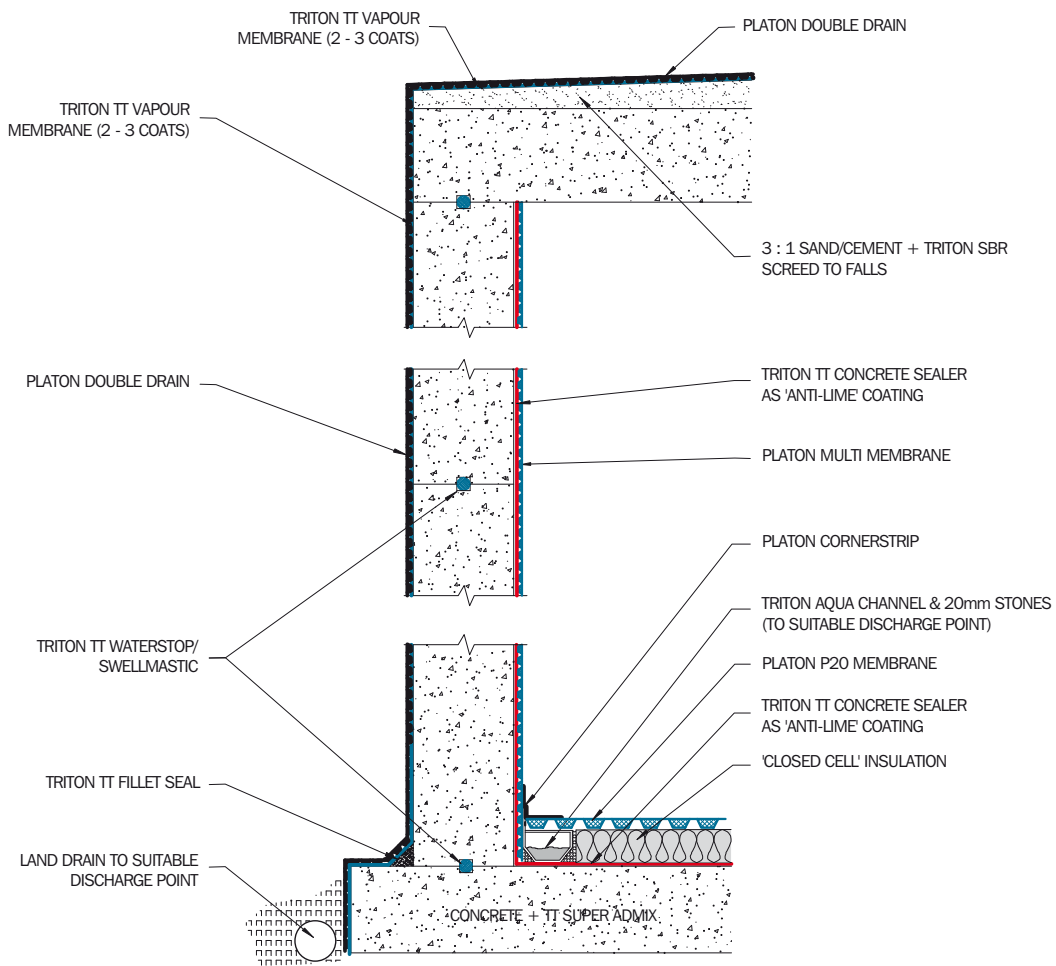 TRITON TT VAPOUR
MEMBRANE (2 - 3 COATS)
PLATON DOUBLE DRAIN
TRITON TT VAPOUR
MEMBRANE (2 - 3 COATS)
3 : 1 SAND/CEMENT + TRITON SBR
SCREED TO FALLS
PLATON DOUBLE DRAIN
TRITON TT CONCRETE SEALER
AS 'ANTI-LIME' COATING
PLATON MULTI MEMBRANE
PLATON CORNERSTRIP
TRITON AQUA CHANNEL & 20mm STONES
(TO SUITABLE DISCHARGE POINT)
TRITON TT WATERSTOP/
SWELLMASTIC
PLATON P20 MEMBRANE
TRITON TT CONCRETE SEALER
AS 'ANTI-LIME' COATING
'CLOSED CELL' INSULATION
TRITON TT FILLET SEAL
LAND DRAIN TO SUITABLE
DISCHARGE POINT
CONCRETE + TT SUPER ADMIX